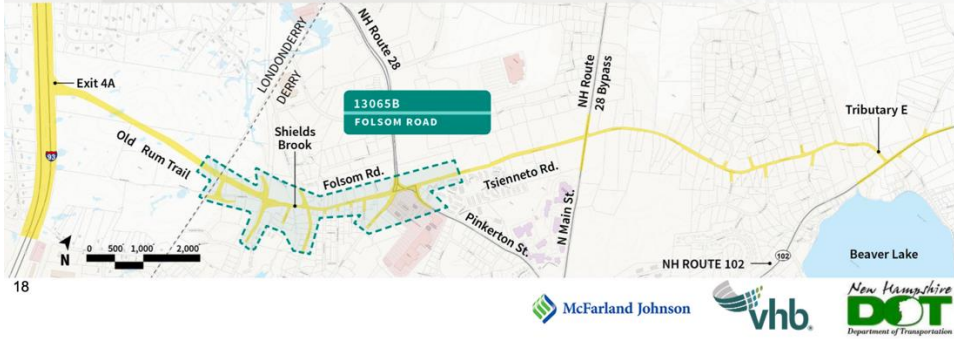 Exit 4A
LONDONDERRY
DERRY
NH Route 28
NH Route
28 Bypass
13065B
FOLSOM ROAD
Tributary E
Shields
Brook
Old Rum Trail
93
Folsom Rd.
Tsienneto Rd.
Pinkerton St.
N Main St.
N
0 500 1,000 2,000
NH ROUTE 102
102
Beaver Lake
18
McFarland Johnson
vhb.
New Hampshire
DOT
Department of Transportation